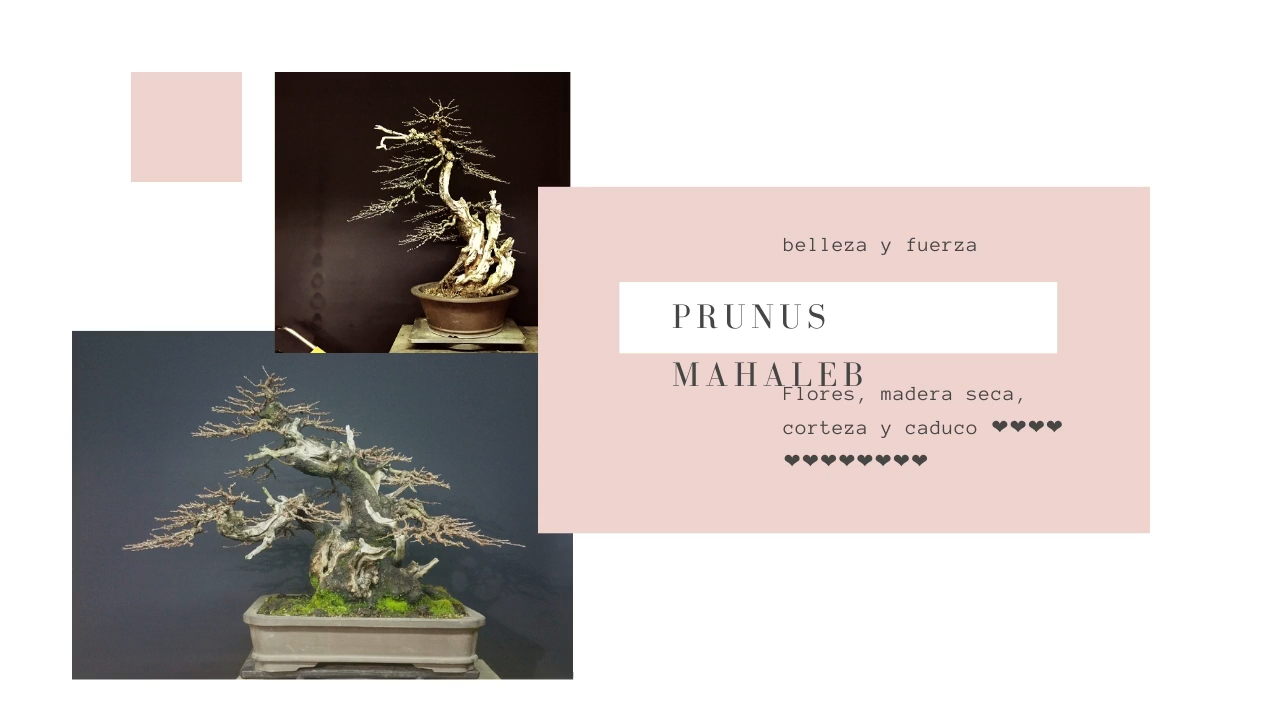 belleza y fuerza
PRUNUS
MAHALEB
Flores, madera seca,
corteza y caduco ❤❤❤❤
❤❤❤❤❤❤❤❤